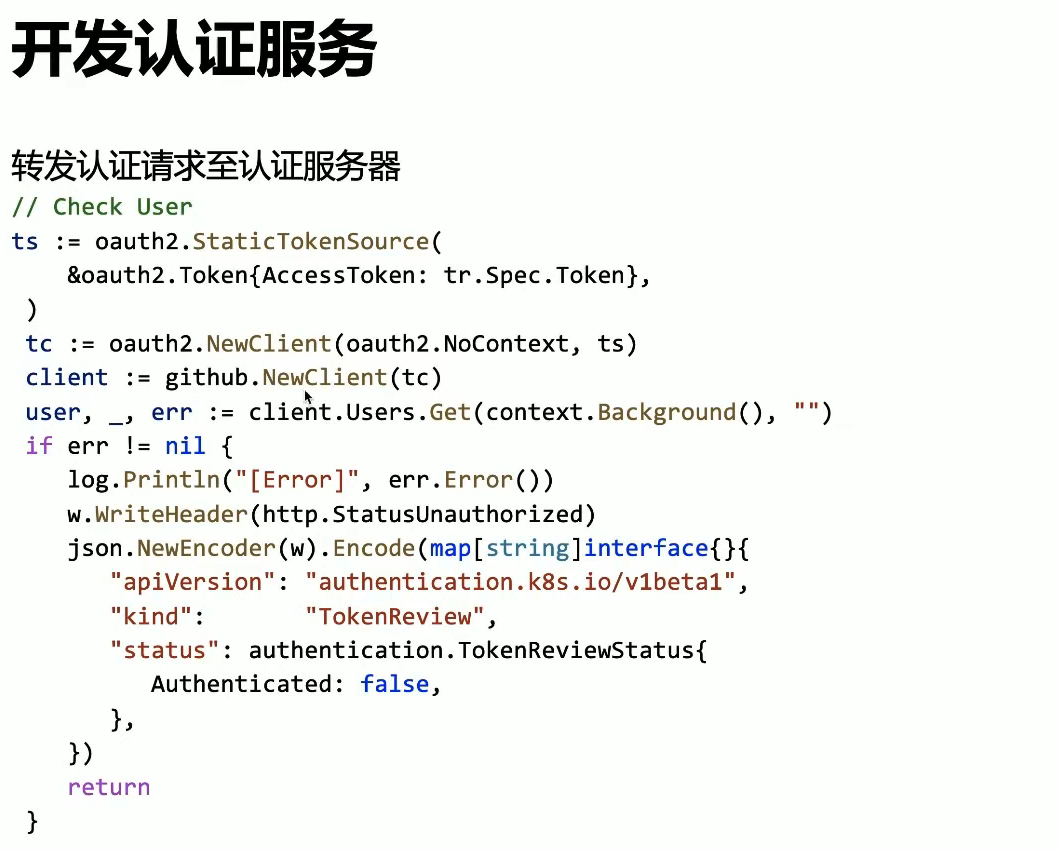 开发认证服务
转发认证请求至认证服务器
// Check User
ts := oauth2.StaticTokenSource(
    &oauth2.Token{AccessToken: tr.Spec.Token},
 )
 tc := oauth2.NewClient(oauth2.NoContext, ts)
 client := github.NewClient(tc)
 user, _, err := client.Users.Get(context.Background(), "")
 if err != nil {
    log.Println("[Error]", err.Error())
    w.WriteHeader(http.StatusUnauthorized)
    json.NewEncoder(w).Encode(map[string]interface{}{
       "apiVersion": "authentication.k8s.io/v1beta1",
       "kind":       "TokenReview",
       "status": authentication.TokenReviewStatus{
          Authenticated: false,
       },
    })
    return
 }